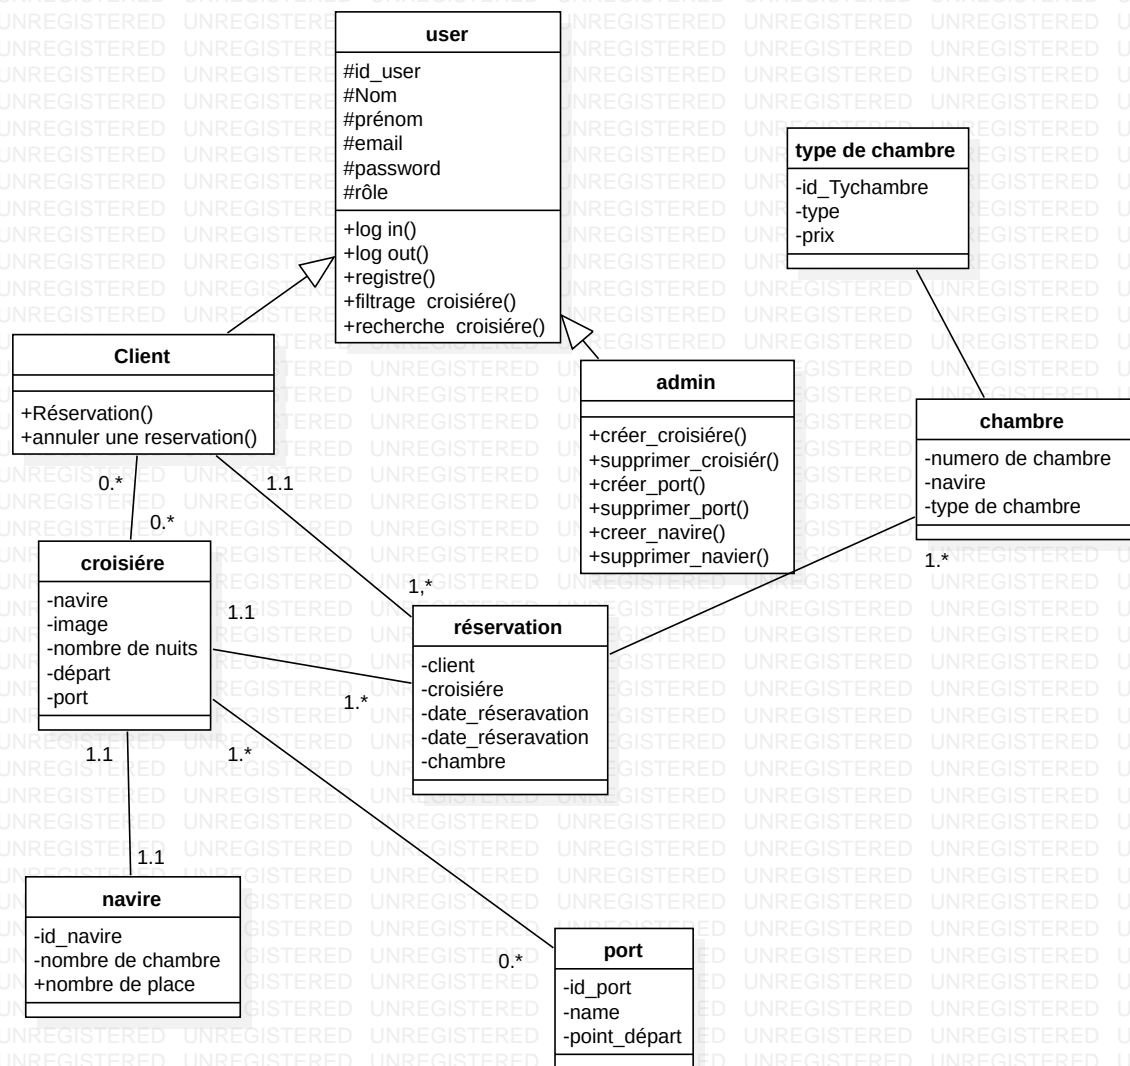 user
#id_user
#Nom
#prénom
#email
#password
#rôle
+log in()
+log out()
+registre()
+filtrage croisiére()
+recherche croisiére()
type de chambre
-id_Tychambre
-type
-prix
Client
+Réservation()
+annuler une reservation()
admin
+créer_croisiére()
+supprimer_croisiér()
+créer_port()
+supprimer_port()
+creer_navire()
+supprimer_navier()
chambre
-numero de chambre
-navire
-type de chambre
0.*
1.1
0.*
1.*
croisiére
-navire
-image
-nombre de nuits
-départ
-port
1,*
1.1
réservation
-client
-croisiére
-date_réseravation
-date_réseravation
-chambre
1.*
1.1
1.*
1.1
navire
-id_navire
-nombre de chambre
+nombre de place
0.*
port
-id_port
-name
-point_départ
UNREGISTERED